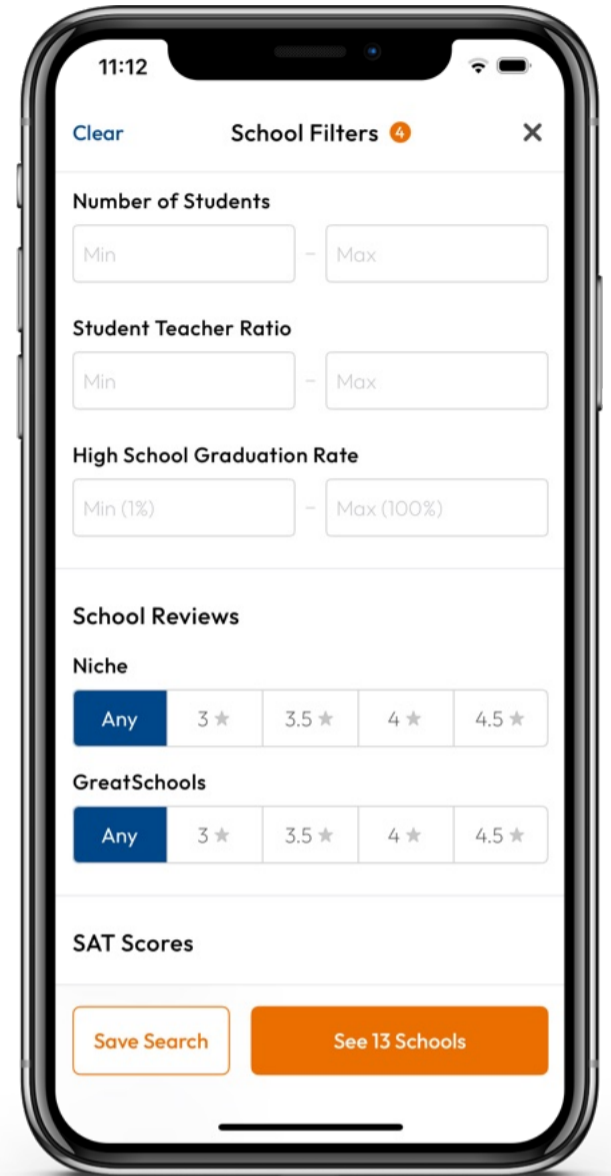 11:12
Clear School Filters 4 ×
Number of Students
Min - Max
Student Teacher Ratio
Min - Max
High School Graduation Rate
Min (1%) - Max (100%)
School Reviews
Niche
Any 3 ★ 3.5 ★ 4 ★ 4.5 ★
GreatSchools
Any 3 ★ 3.5 ★ 4 ★ 4.5 ★
SAT Scores
Save Search See 13 Schools